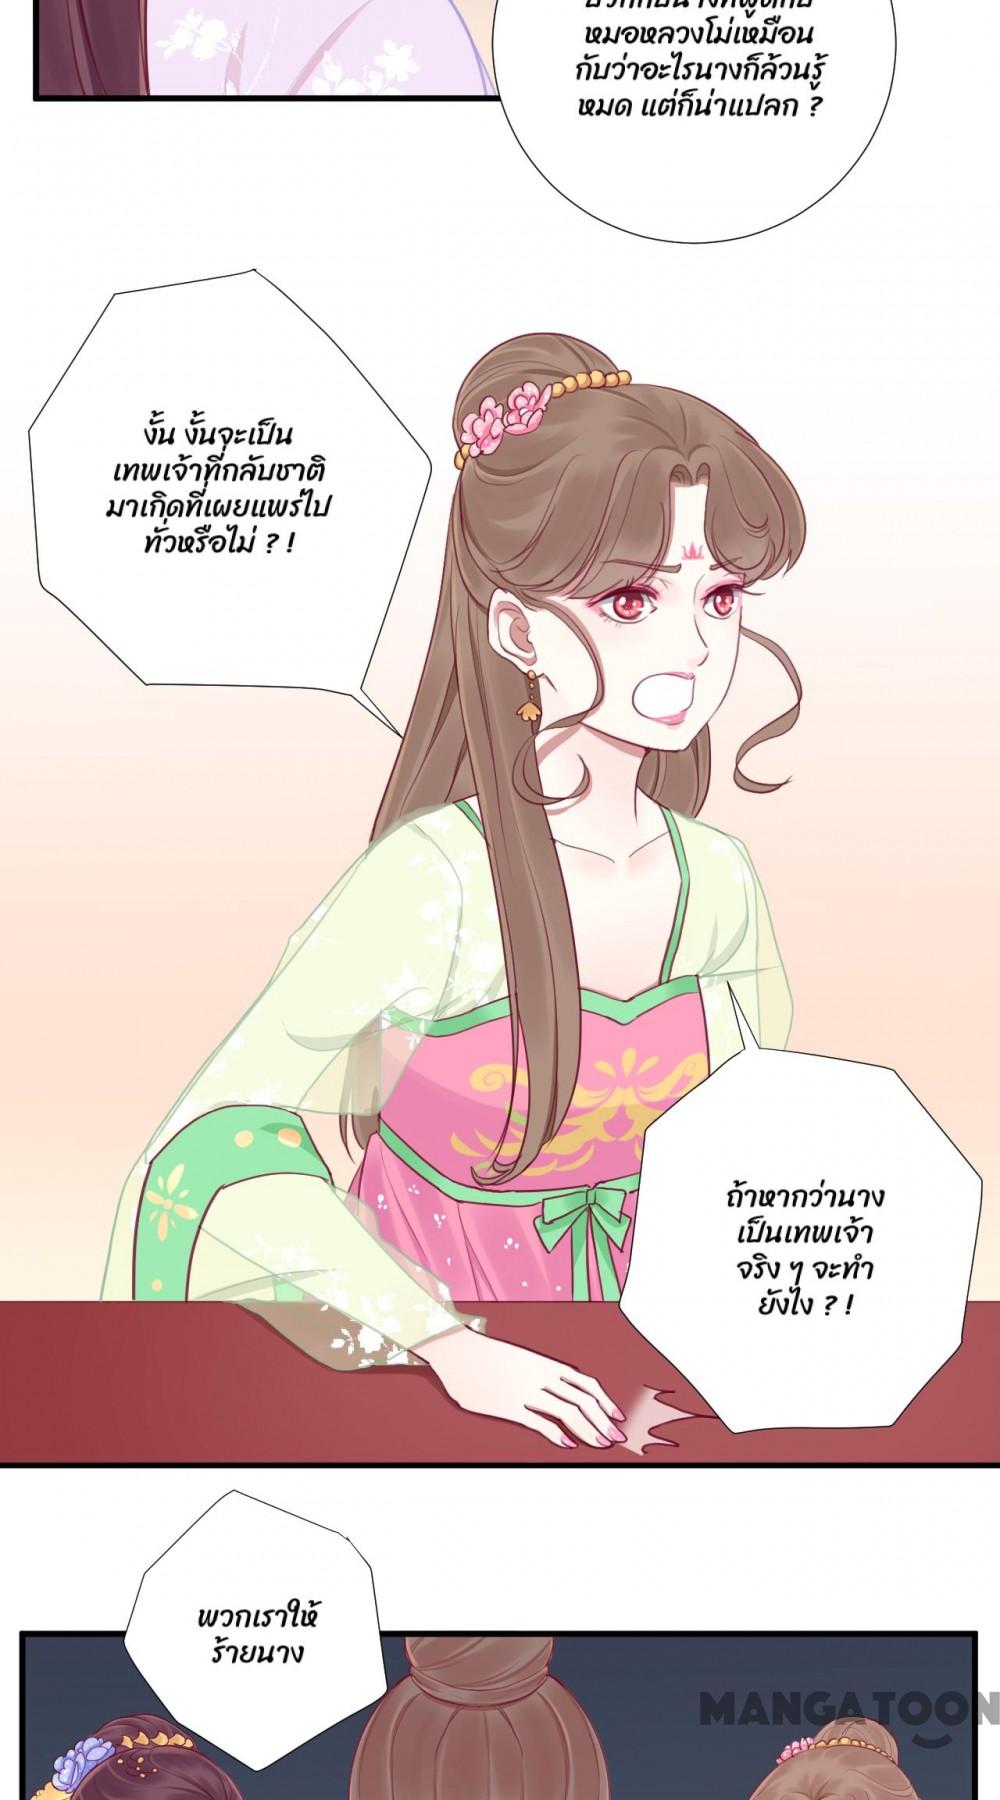 หมอหลวงโม่เหมือน
กับว่าอะไรนางก็ล้วนรู้
หมด แต่ก็น่าแปลก ?
งั้น งั้นจะเป็น
เทพเจ้าที่กลับชาติ
มาเกิดที่เผยแพร่ไป
ทั่วหรือไม่ ? !
ถ้าหากว่านาง
เป็นเทพเจ้า
จริง ๆ จะทำ
ยังไง ? !
พวกเราให้
ร้ายนาง
MANGATOON